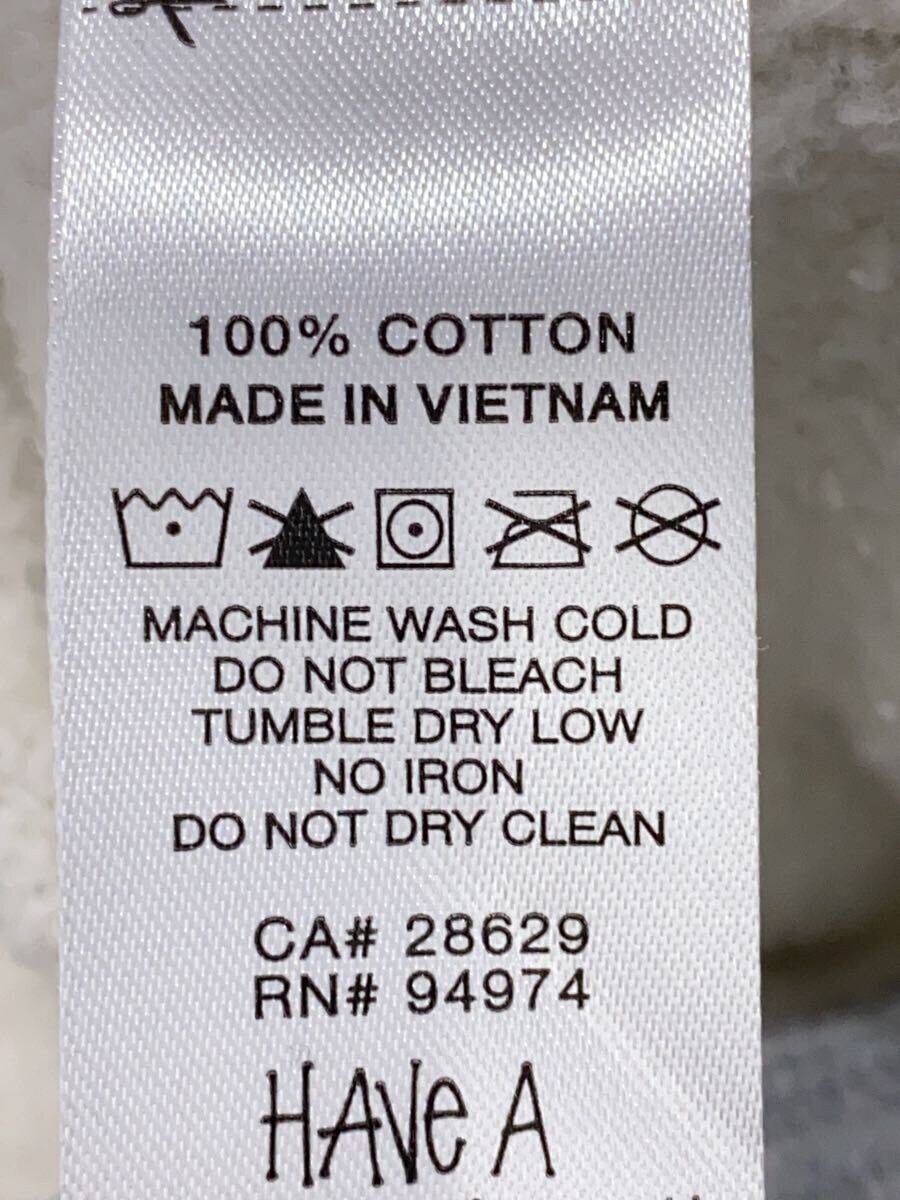 100% COTTON
MADE IN VIETNAM
MACHINE WASH COLD
DO NOT BLEACH
TUMBLE DRY LOW
NO IRON
DO NOT DRY CLEAN
CA# 28629
RN# 94974
HAVe A